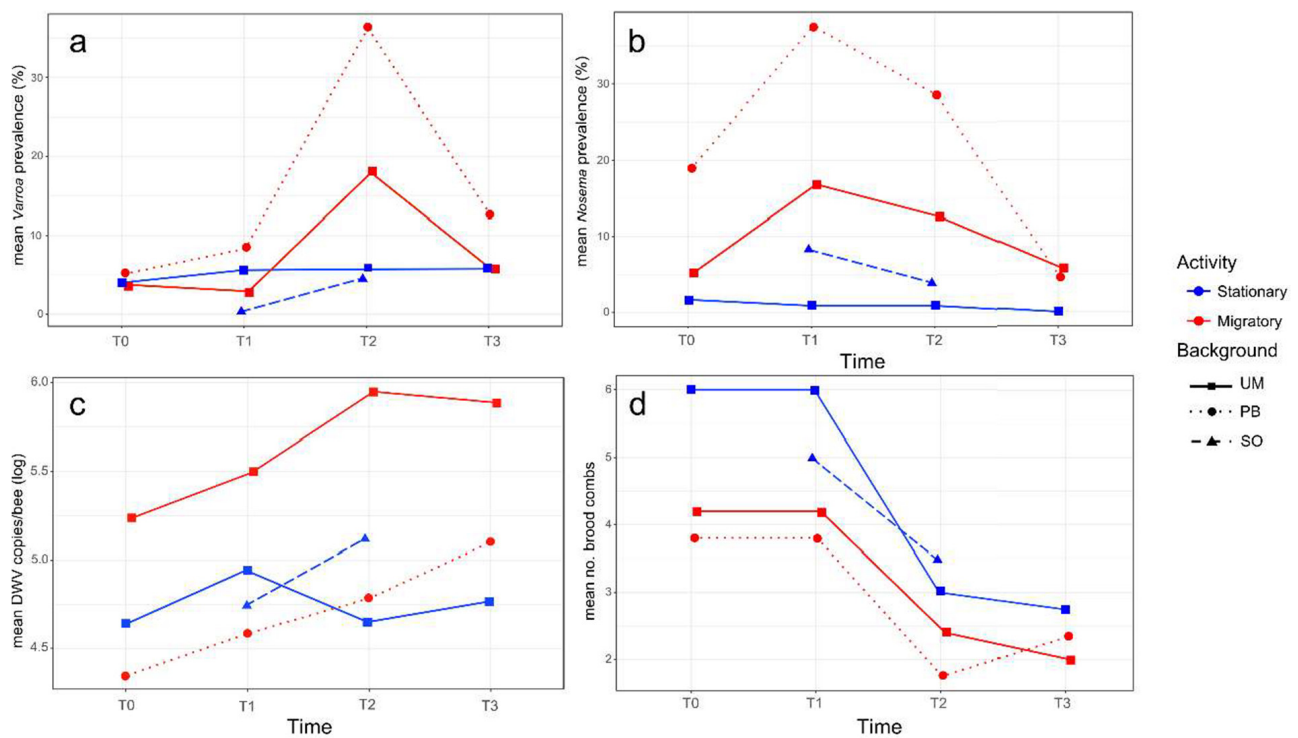 a
mean Varroa prevalence (%)
30
20
10
0
T0 T1 T2 T3
b
mean Nosema prevalence (%)
30
20
10
0
T0 T1 T2 T3
Time
c
mean DWV copies/bee (log)
6.0
5.5
5.0
4.5
T0 T1 T2 T3
Time
d
mean no. brood combs
6
5
4
3
2
T0 T1 T2 T3
Time
Activity
Stationary
Migratory
Background
UM
PB
SO